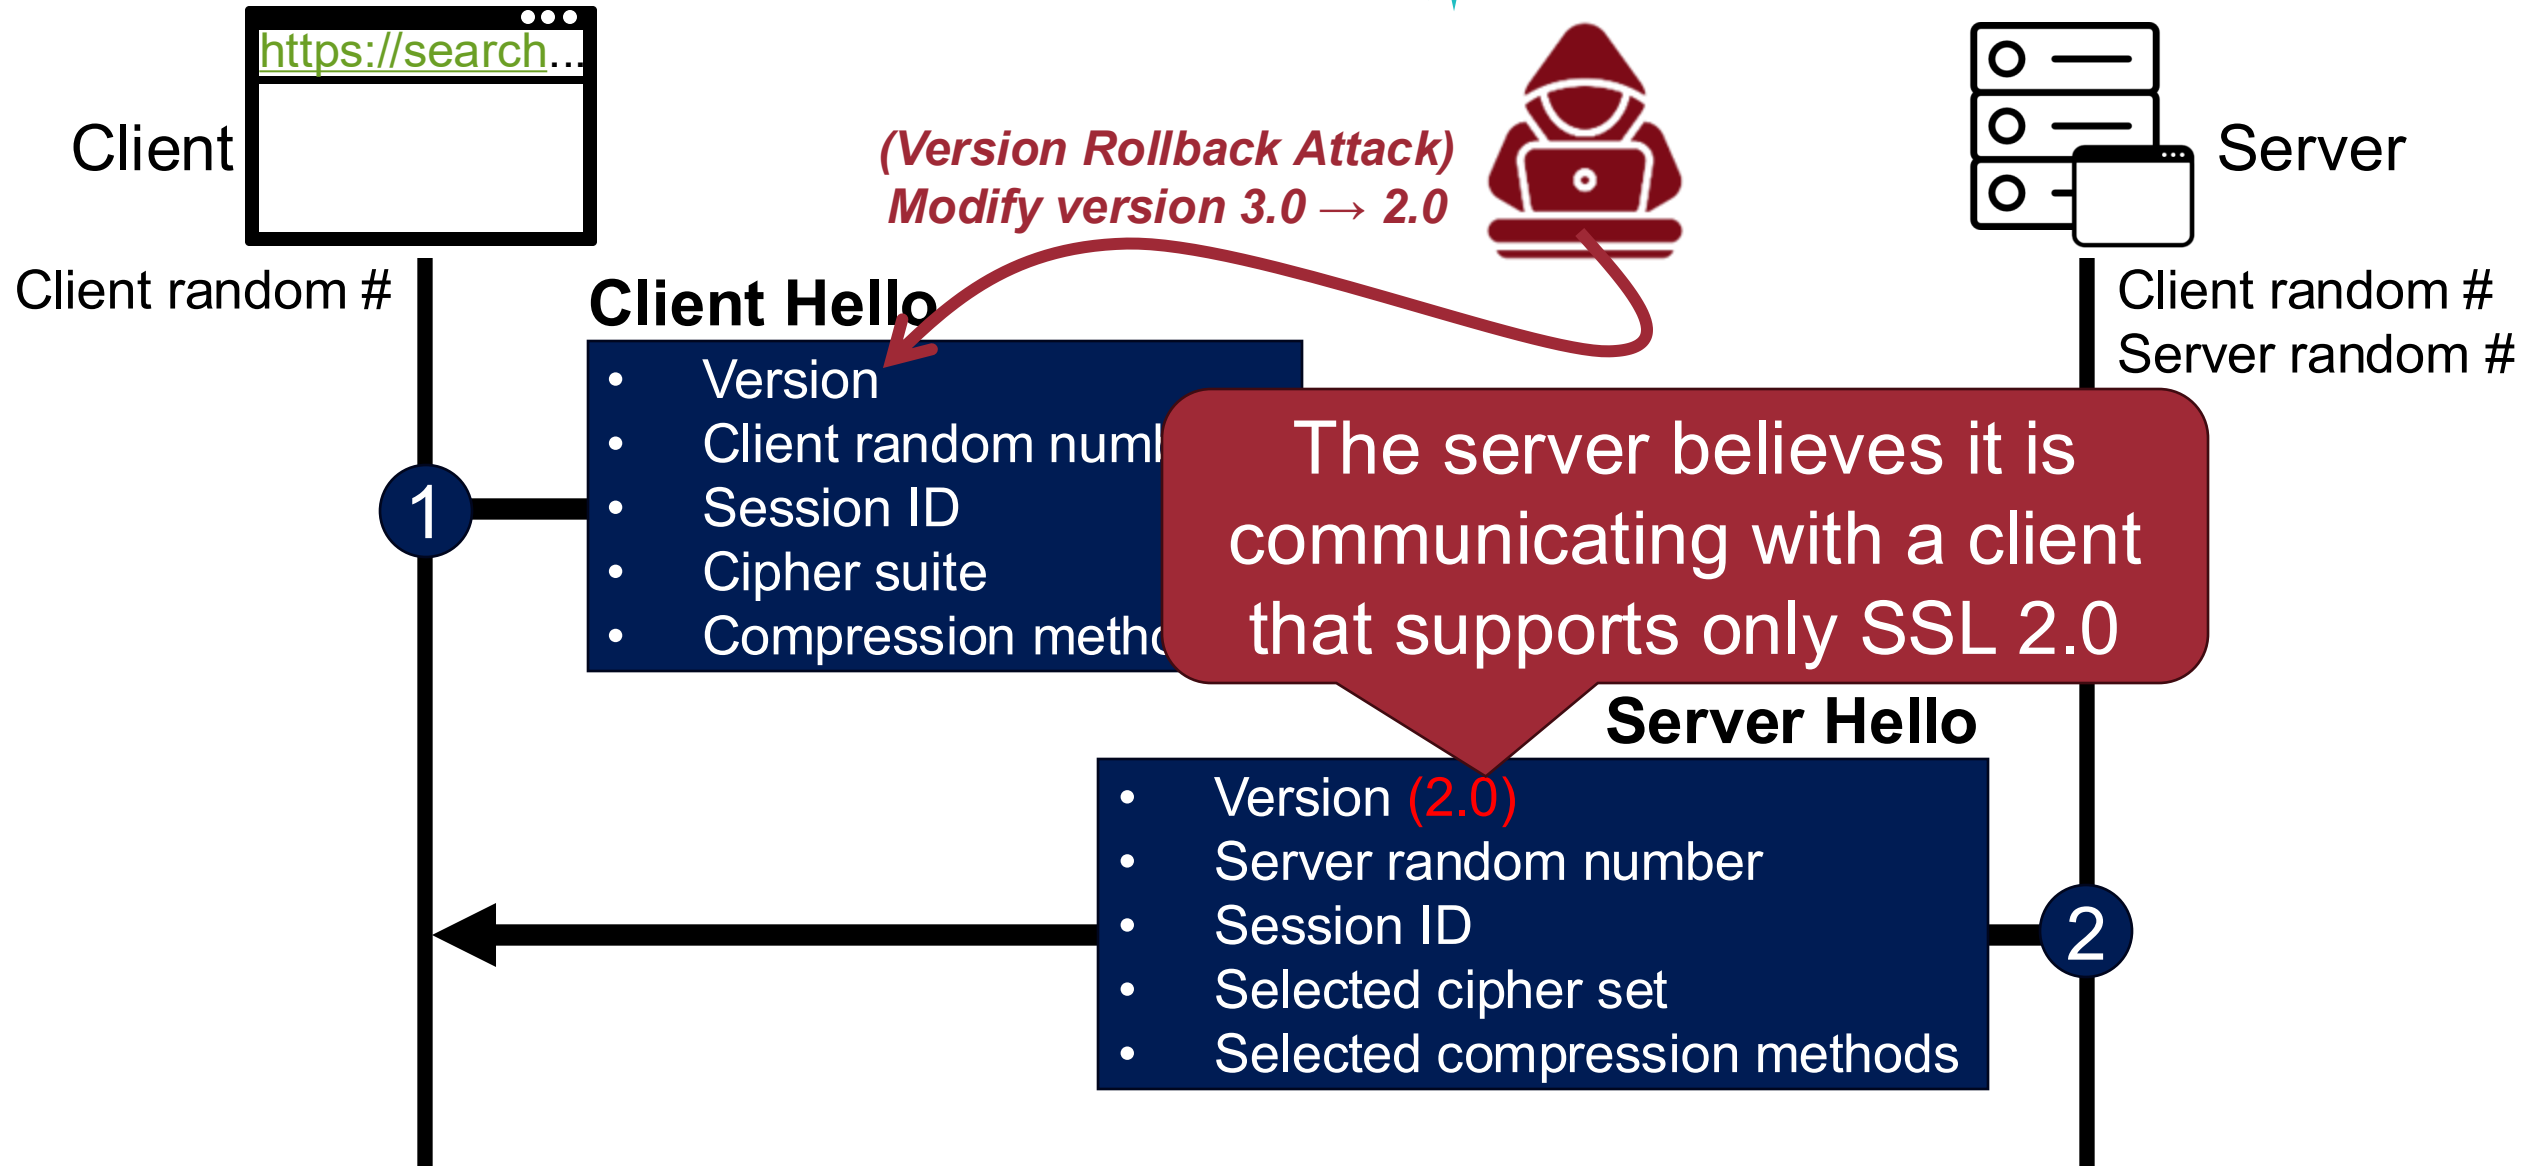 https://search...
Client
(Version Rollback Attack)
Modify version 3.0 → 2.0
Server
Client random #
Client random #
Server random #
Client Hello
• Version
• Client random
• Session ID
• Cipher suite
• Compression
1
The server believes it is
communicating with a client
that supports only SSL 2.0
Server Hello
• Version (2.0)
• Server random number
• Session ID
• Selected cipher set
• Selected compression methods
2